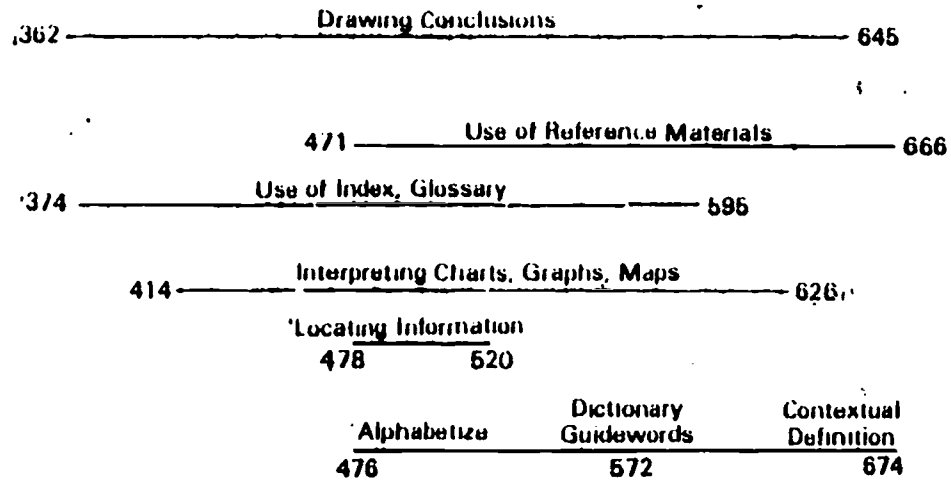 Drawing Conclusions
362 645
471 Use of Reference Materials 666
Use of Index, Glossary
374 595
Interpreting Charts, Graphs, Maps
414 626
Locating Information
478 520
Dictionary Contextual
Alphabetize Guidewords Definition
476 572 674